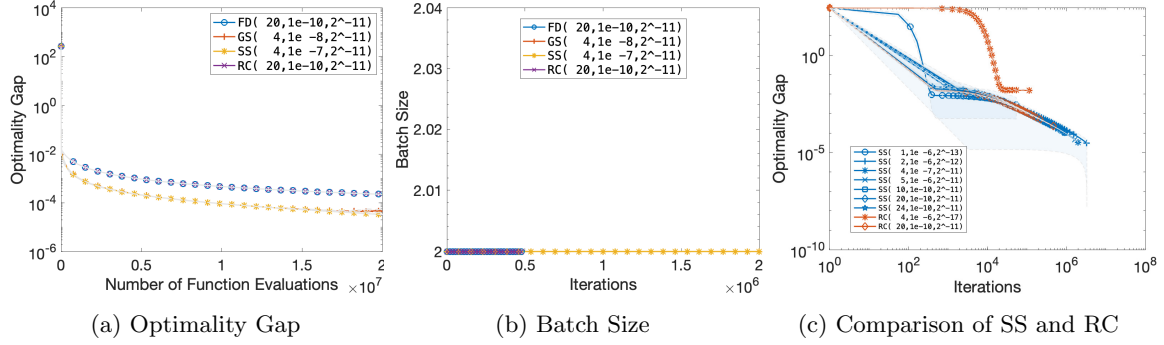 10^4
10^2
10^0
10^-2
10^-4
10^-6
Optimality Gap
FD( 20,1e-10,2^-11)
GS( 4,1e -8,2^-11)
SS( 4,1e -7,2^-11)
RC( 20,1e-10,2^-11)
0 0.5 1 1.5 2
Number of Function Evaluations ×10^7
(a) Optimality Gap
2.04
2.03
2.02
2.01
2
Batch Size
FD( 20,1e-10,2^-11)
GS( 4,1e -8,2^-11)
SS( 4,1e -7,2^-11)
RC( 20,1e-10,2^-11)
0 0.5 1 1.5 2
Iterations ×10^6
(b) Batch Size
10^0
10^-5
10^-10
Optimality Gap
SS( 1,1e -6,2^-13)
SS( 2,1e -6,2^-12)
SS( 4,1e -7,2^-11)
SS( 5,1e -6,2^-11)
SS( 10,1e-10,2^-11)
SS( 20,1e-10,2^-11)
SS( 24,1e-10,2^-11)
RC( 4,1e -6,2^-17)
RC( 20,1e-10,2^-11)
10^0 10^2 10^4 10^6 10^8
Iterations
(c) Comparison of SS and RC